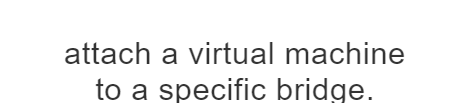 attach a virtual machine
to a specific bridge.